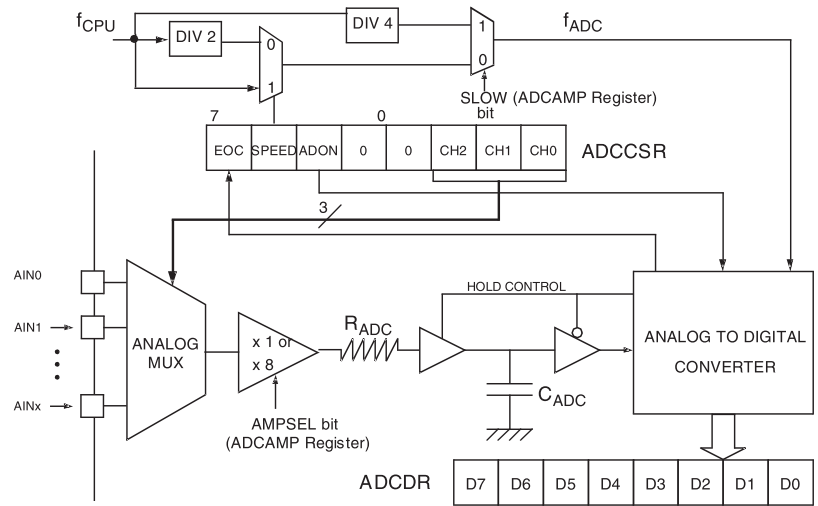 fCPU
DIV 2
DIV 4
0
1
1
0
fADC
SLOW (ADCAMP Register)
bit
7
0
EOC SPEED ADON 0 0 CH2 CH1 CH0
ADCCSR
3
AIN0
AIN1
AINx
ANALOG
MUX
x 1 or
x 8
AMPSEL bit
(ADCAMP Register)
RADC
HOLD CONTROL
CADC
ANALOG TO DIGITAL
CONVERTER
ADCDR
D7 D6 D5 D4 D3 D2 D1 D0